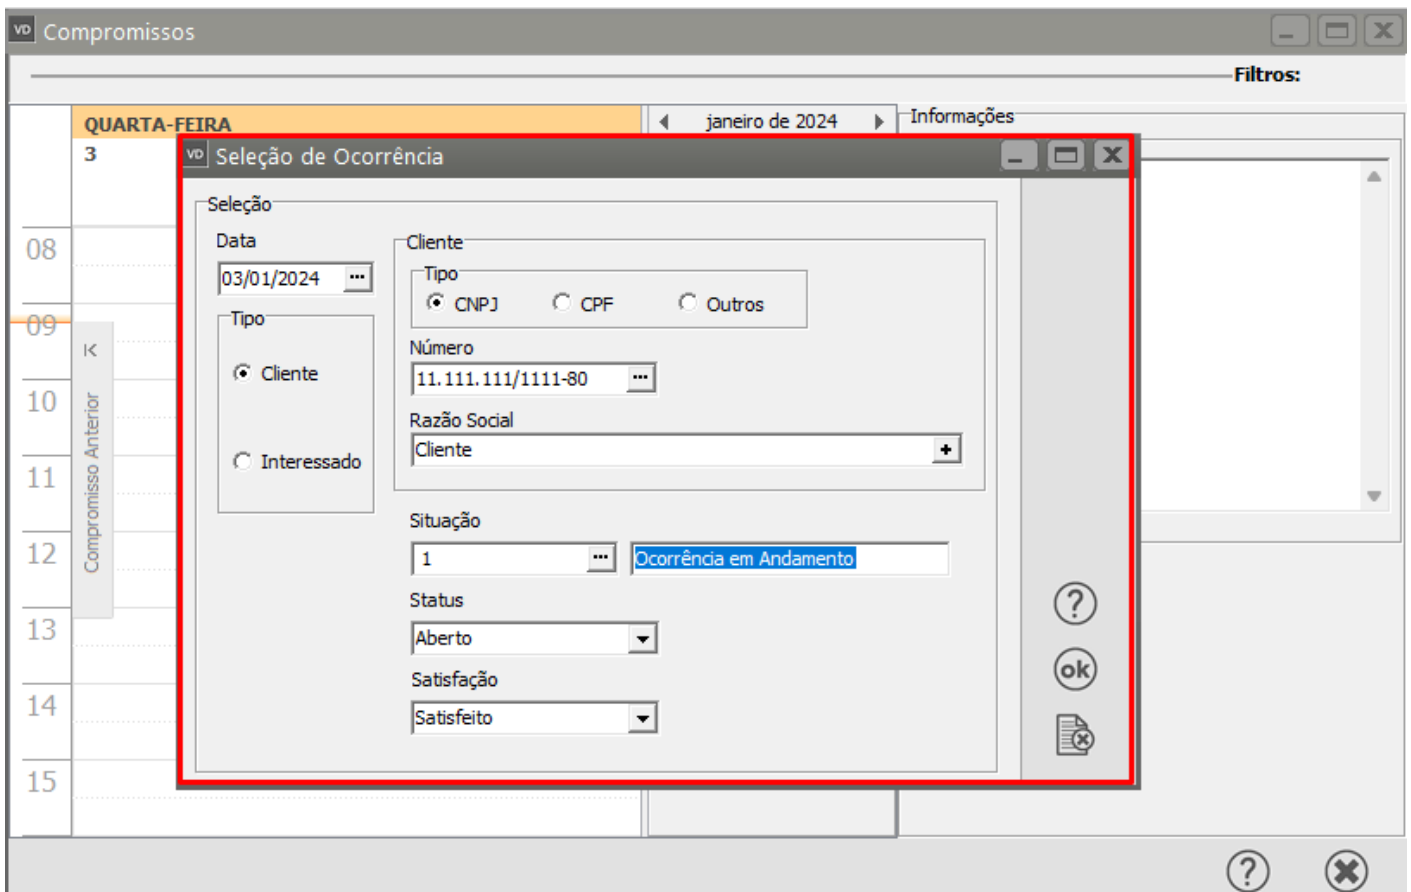 VD Compromissos
Filtros:
QUARTA-FEIRA
3
janeiro de 2024
Informações
VD Seleção de Ocorrência
Seleção
Data
03/01/2024 ...
Tipo
Cliente
Interessado
Cliente
Tipo
CNPJ CPF Outros
Número
11.111.111/1111-80 ...
Razão Social
Cliente +
Situação
1 ... Ocorrência em Andamento
Status
Aberto
Satisfação
Satisfeito
?
ok
08
09
10
11
12
13
14
15
Compromisso Anterior
?